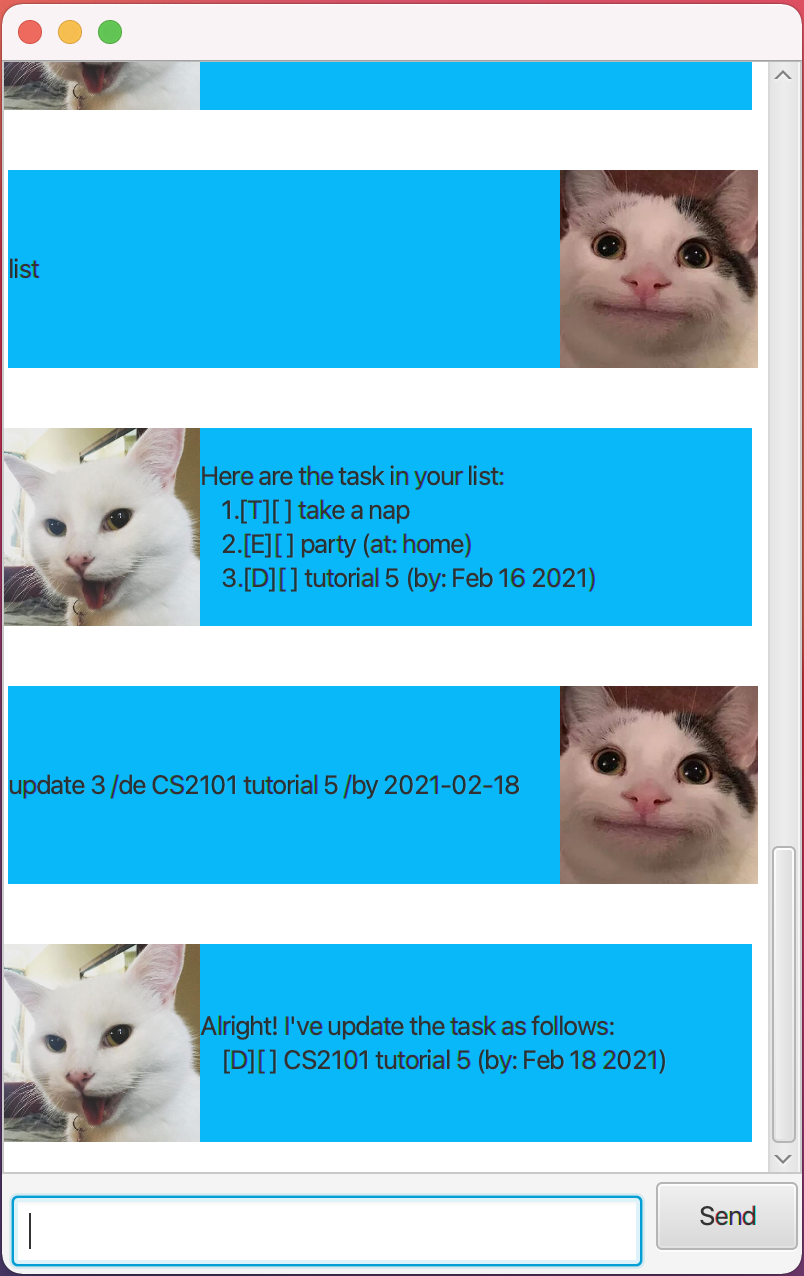 list
Here are the task in your list:
1.[T][ ] take a nap
2.[E][ ] party (at: home)
3.[D][ ] tutorial 5 (by: Feb 16 2021)
update 3 /de CS2101 tutorial 5 /by 2021-02-18
Alright! I've update the task as follows:
[D][ ] CS2101 tutorial 5 (by: Feb 18 2021)
Send